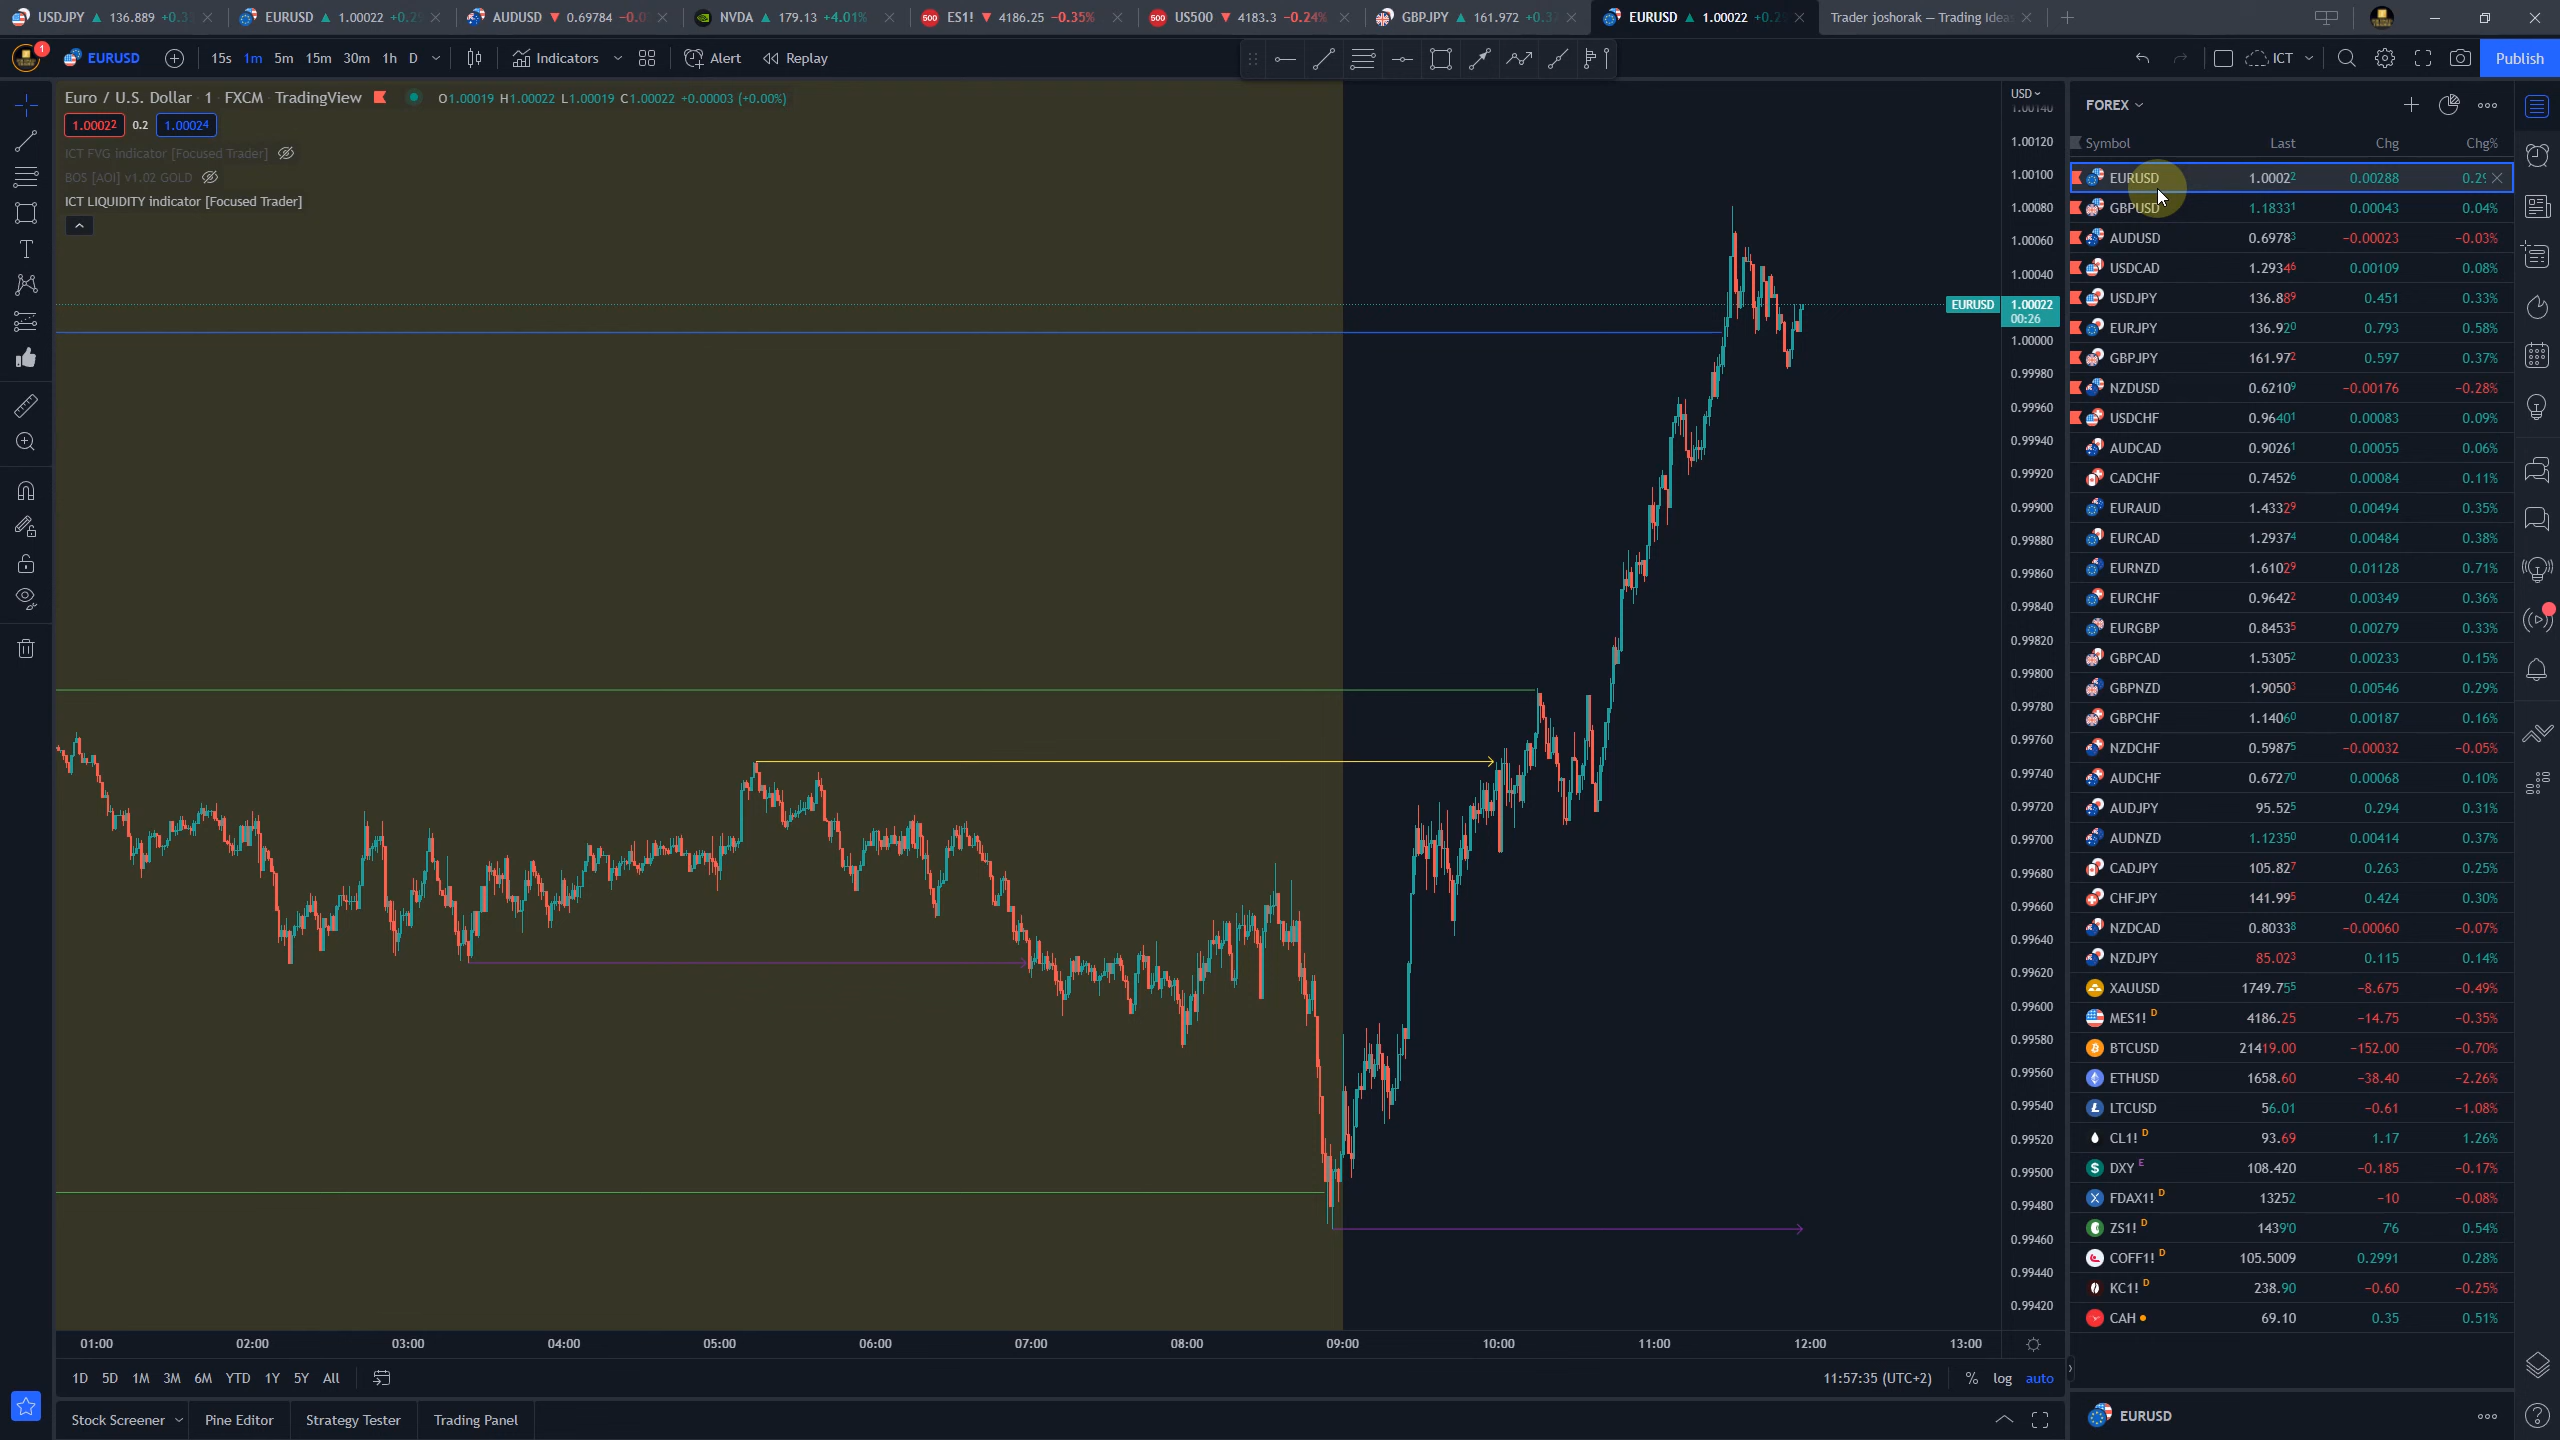 USDJPY ▲ 136.889 EURUSD ▲ 1.00022 AUDUSD ▼ 0.69784 NVDA ▲ 179.13 +4.01% ES1! ▼ 4186.25 −0.35% US500 ▼ 4183.3 −0.24% GBPJPY ▲ 161.972 EURUSD ▲ 1.00022 Trader joshorak — Trading Idea
1 EURUSD 15s 1m 5m 15m 30m 1h D Indicators Alert Replay ICT Publish
Euro / U.S. Dollar · 1 · FXCM · TradingView O1.00019 H1.00022 L1.00019 C1.00022 +0.00003 (+0.00%)
1.00022 0.2 1.00024
ICT FVG indicator [Focused Trader]
BOS [AOI] v1.02 GOLD
ICT LIQUIDITY indicator [Focused Trader]
USD
1.00140
1.00120
1.00100
1.00080
1.00060
1.00040
EURUSD 1.00022
00:26
1.00000
0.99980
0.99960
0.99940
0.99920
0.99900
0.99880
0.99860
0.99840
0.99820
0.99800
0.99780
0.99760
0.99740
0.99720
0.99700
0.99680
0.99660
0.99640
0.99620
0.99600
0.99580
0.99560
0.99540
0.99520
0.99500
0.99480
0.99460
0.99440
0.99420
01:00 02:00 03:00 04:00 05:00 06:00 07:00 08:00 09:00 10:00 11:00 12:00 13:00
1D 5D 1M 3M 6M YTD 1Y 5Y All 11:57:35 (UTC+2) % log auto
Stock Screener Pine Editor Strategy Tester Trading Panel
FOREX
Symbol Last Chg Chg%
EURUSD 1.00022 0.00288
GBPUSD 1.18331 0.00043 0.04%
AUDUSD 0.69783 −0.00023 −0.03%
USDCAD 1.29346 0.00109 0.08%
USDJPY 136.889 0.451 0.33%
EURJPY 136.920 0.793 0.58%
GBPJPY 161.972 0.597 0.37%
NZDUSD 0.62109 −0.00176 −0.28%
USDCHF 0.96401 0.00083 0.09%
AUDCAD 0.90261 0.00055 0.06%
CADCHF 0.74526 0.00084 0.11%
EURAUD 1.43329 0.00494 0.35%
EURCAD 1.29374 0.00484 0.38%
EURNZD 1.61029 0.01128 0.71%
EURCHF 0.96422 0.00349 0.36%
EURGBP 0.84535 0.00279 0.33%
GBPCAD 1.53052 0.00233 0.15%
GBPNZD 1.90503 0.00546 0.29%
GBPCHF 1.14060 0.00187 0.16%
NZDCHF 0.59875 −0.00032 −0.05%
AUDCHF 0.67270 0.00068 0.10%
AUDJPY 95.525 0.294 0.31%
AUDNZD 1.12350 0.00414 0.37%
CADJPY 105.827 0.263 0.25%
CHFJPY 141.995 0.424 0.30%
NZDCAD 0.80338 −0.00060 −0.07%
NZDJPY 85.023 0.115 0.14%
XAUUSD 1749.755 −8.675 −0.49%
MES1! D 4186.25 −14.75 −0.35%
BTCUSD 21419.00 −152.00 −0.70%
ETHUSD 1658.60 −38.40 −2.26%
LTCUSD 56.01 −0.61 −1.08%
CL1! D 93.69 1.17 1.26%
DXY E 108.420 −0.185 −0.17%
FDAX1! D 13252 −10 −0.08%
ZS1! D 1439'0 7'6 0.54%
COFF1! D 105.5009 0.2991 0.28%
KC1! D 238.90 −0.60 −0.25%
CAH 69.10 0.35 0.51%
EURUSD